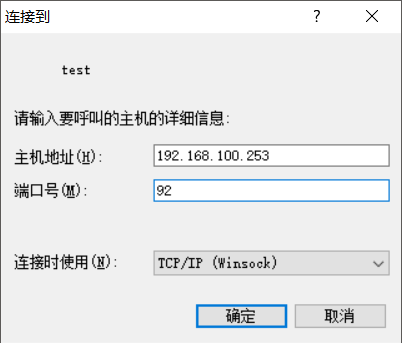 连接到
test
请输入要呼叫的主机的详细信息:
主机地址(H): 192.168.100.253
端口号(M): 92
连接时使用(N): TCP/IP (Winsock)
确定 取消